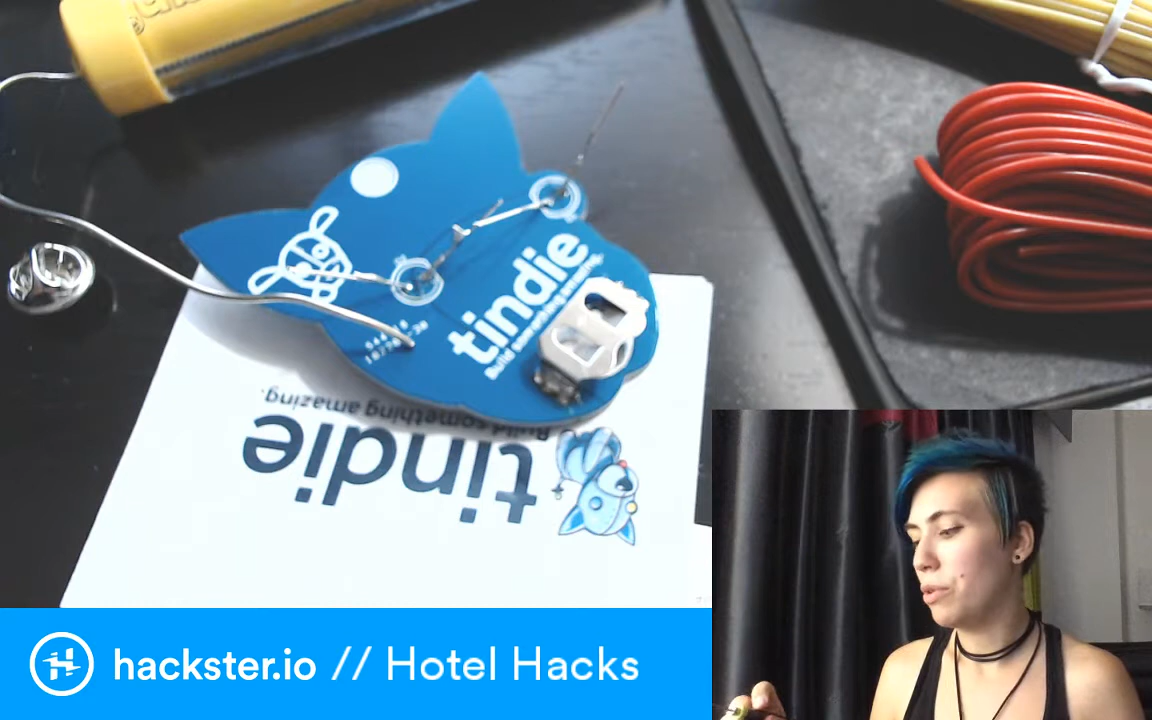 tindie
Build something amazing.
tindie
Build something amazing.
hackster.io // Hotel Hacks